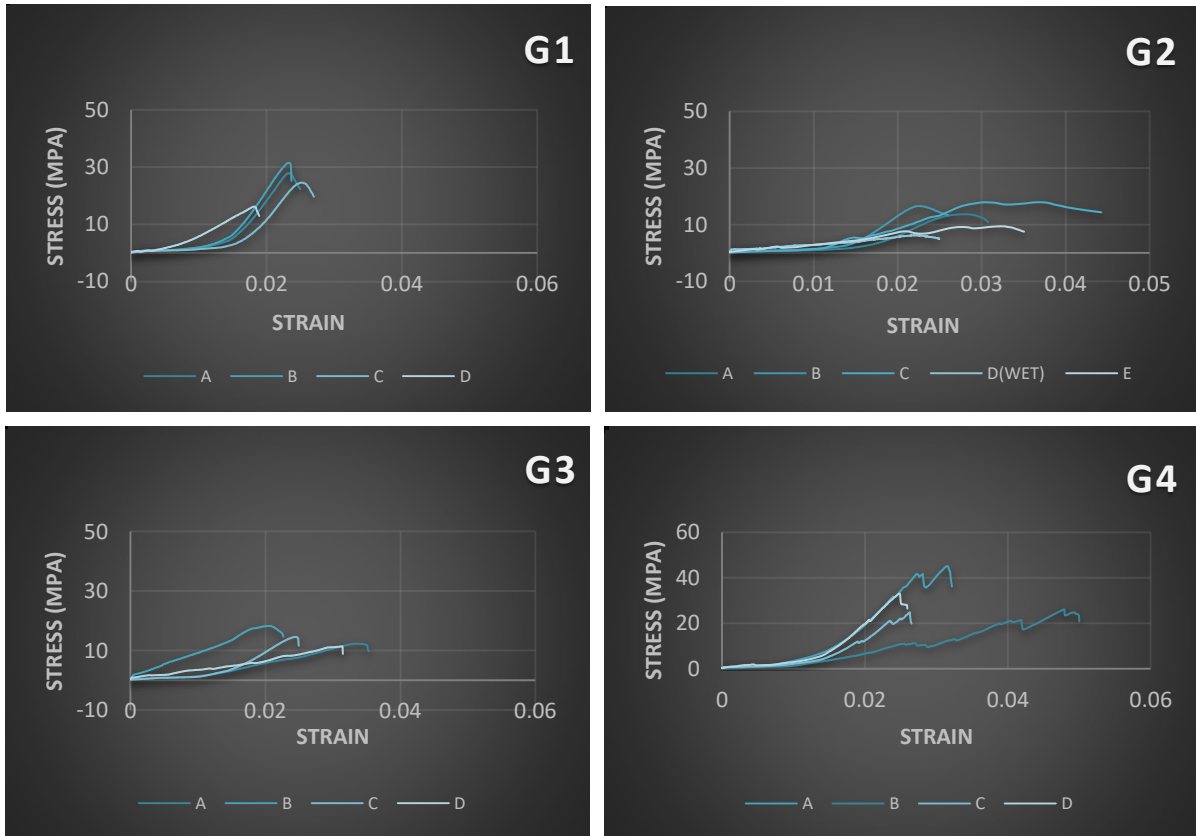 G1
50
30
10
-10
STRESS (MPA)
0 0.02 0.04 0.06
STRAIN
A B C D
G2
50
30
10
-10
STRESS (MPA)
0 0.01 0.02 0.03 0.04 0.05
STRAIN
A B C D(WET) E
G3
50
30
10
-10
STRESS (MPA)
0 0.02 0.04 0.06
STRAIN
A B C D
G4
60
40
20
0
STRESS (MPA)
0 0.02 0.04 0.06
STRAIN
A B C D